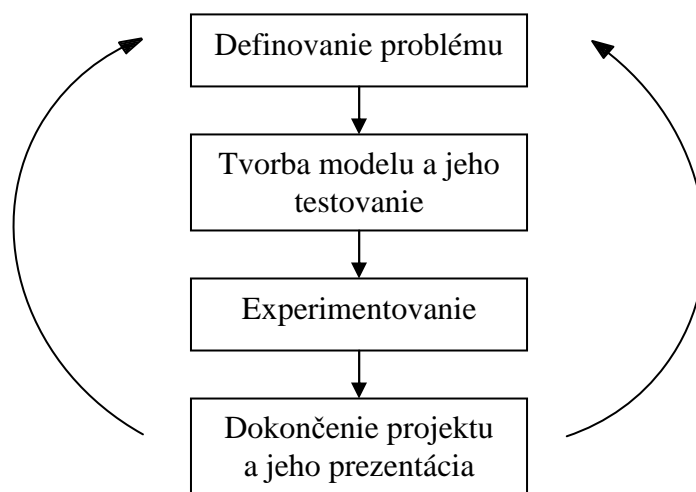 Definovanie problému
Tvorba modelu a jeho
testovanie
Experimentovanie
Dokončenie projektu
a jeho prezentácia